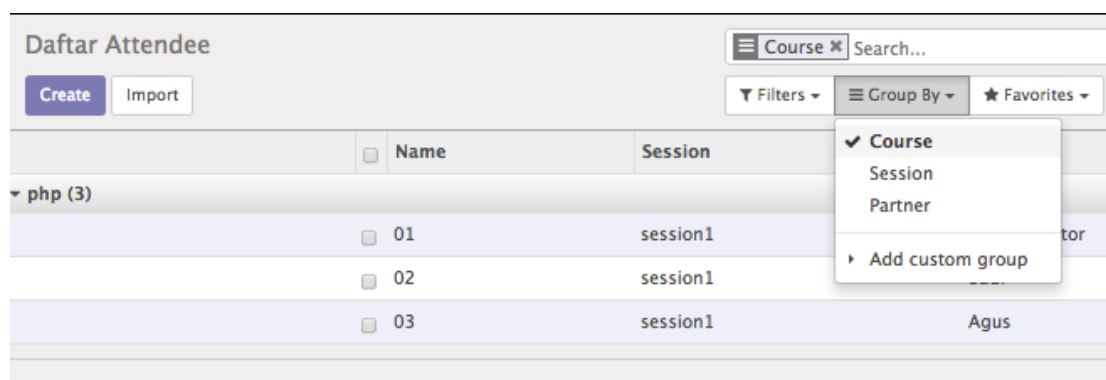 Daftar Attendee
Course Search...
Create Import
Filters Group By Favorites
Course
Session
Partner
Add custom group
Name Session
php (3)
01 session1 tor
02 session1
03 session1 Agus